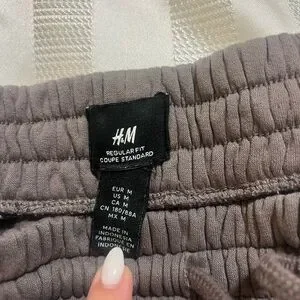 H&M
REGULAR FIT
COUPE STANDARD
EUR M
US M
CA M
CN 180/88A
MX M
MADE IN
INDONESIA
FABRIQUÉ EN
INDONÉSIE